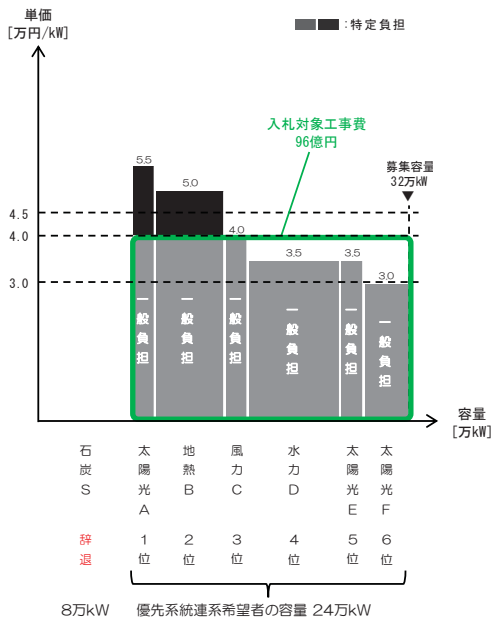 単価
[万円/kW]
：特定負担
入札対象工事費
96億円
募集容量
32万kW
5.5
5.0
4.5
4.0
4.0
3.5
3.5
3.0
3.0
一般負担
一般負担
一般負担
一般負担
一般負担
一般負担
容量
[万kW]
石炭S
太陽光A
地熱B
風力C
水力D
太陽光E
太陽光F
辞退
1位
2位
3位
4位
5位
6位
8万kW
優先系統連系希望者の容量 24万kW